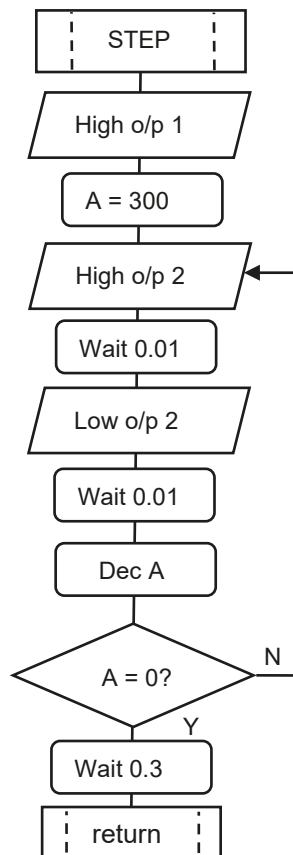 STEP
High o/p 1
A = 300
High o/p 2
Wait 0.01
Low o/p 2
Wait 0.01
Dec A
A = 0?
N
Y
Wait 0.3
return